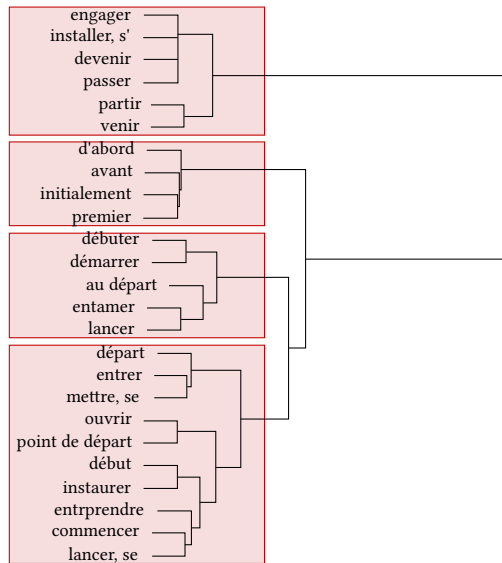 engager
installer, s'
devenir
passer
partir
venir
d'abord
avant
initialement
premier
débuter
démarrer
au départ
entamer
lancer
départ
entrer
mettre, se
ouvrir
point de départ
début
instaurer
entrprendre
commencer
lancer, se